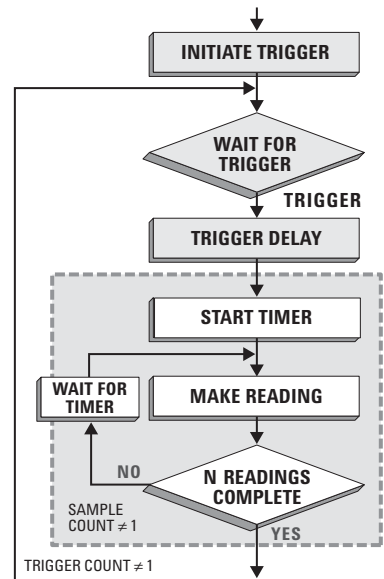 INITIATE TRIGGER
WAIT FOR
TRIGGER
TRIGGER
TRIGGER DELAY
START TIMER
WAIT FOR
TIMER
MAKE READING
NO
N READINGS
COMPLETE
SAMPLE
COUNT ≠ 1
YES
TRIGGER COUNT ≠ 1